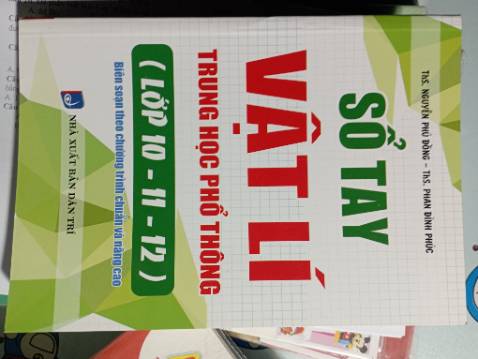 ThS. NGUYỄN PHÚ ĐỒNG - ThS. PHAN ĐÌNH PHÚC
SỔ TAY
VẬT LÍ
TRUNG HỌC PHỔ THÔNG
( LỚP 10 - 11 - 12 )
Biên soạn theo chương trình chuẩn và nâng cao
NHÀ XUẤT BẢN DÂN TRÍ